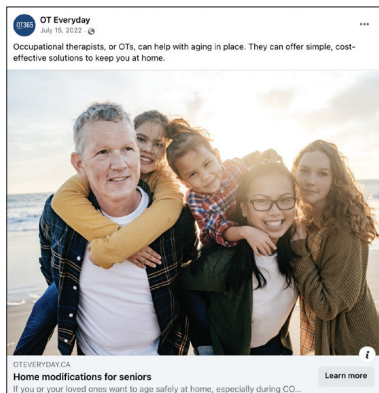 OT365
OT Everyday
July 15, 2022 ·
Occupational therapists, or OTs, can help with aging in place. They can offer simple, cost-
effective solutions to keep you at home.
OTEVERYDAY.CA
Home modifications for seniors
Learn more
If you or your loved ones want to age safely at home, especially during CO...